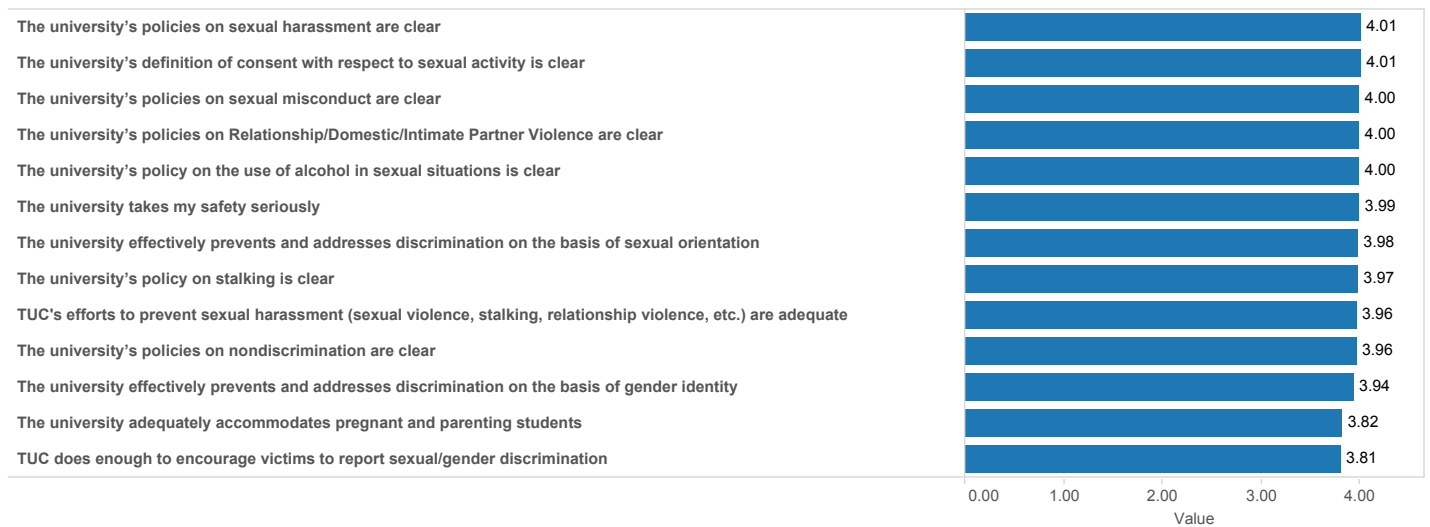 The university’s policies on sexual harassment are clear 4.01
The university’s definition of consent with respect to sexual activity is clear 4.01
The university’s policies on sexual misconduct are clear 4.00
The university’s policies on Relationship/Domestic/Intimate Partner Violence are clear 4.00
The university’s policy on the use of alcohol in sexual situations is clear 4.00
The university takes my safety seriously 3.99
The university effectively prevents and addresses discrimination on the basis of sexual orientation 3.98
The university’s policy on stalking is clear 3.97
TUC's efforts to prevent sexual harassment (sexual violence, stalking, relationship violence, etc.) are adequate 3.96
The university’s policies on nondiscrimination are clear 3.96
The university effectively prevents and addresses discrimination on the basis of gender identity 3.94
The university adequately accommodates pregnant and parenting students 3.82
TUC does enough to encourage victims to report sexual/gender discrimination 3.81
0.00 1.00 2.00 3.00 4.00
Value